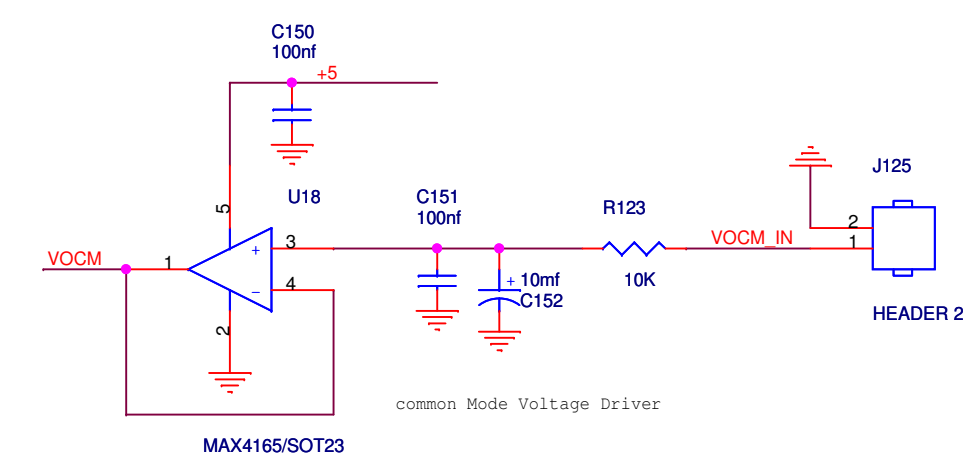 C150
100nf
+5
J125
U18
C151
100nf
R123
5
2
3
VOCM_IN
1
VOCM
1
+
4
−
+ 10mf
C152
10K
2
HEADER 2
common Mode Voltage Driver
MAX4165/SOT23